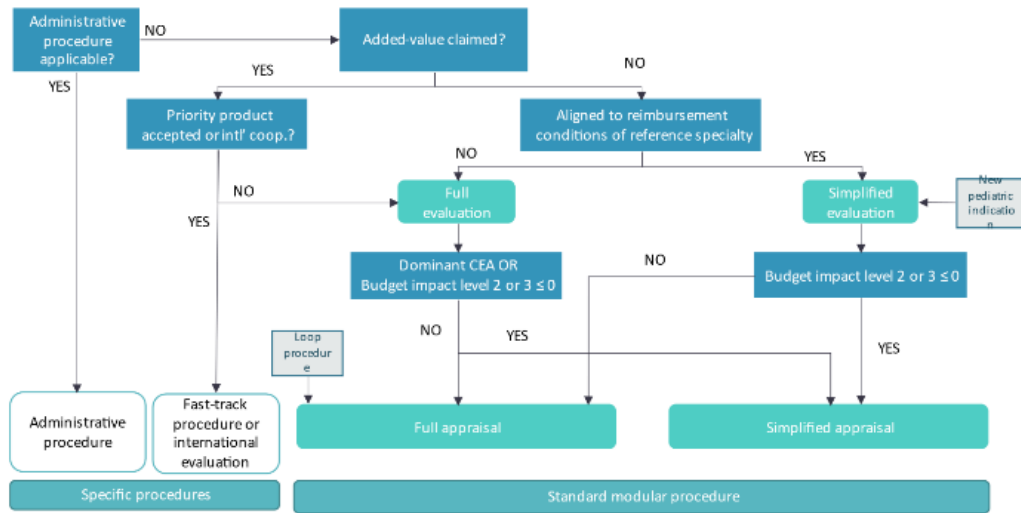 Administrative
procedure
applicable?
NO
Added-value claimed?
YES
YES
NO
Priority product
accepted or intl' coop.?
Aligned to reimbursement
conditions of reference specialty
NO
YES
NO
YES
Full
evaluation
Simplified
evaluation
New
pediatric
indicatio
n
Dominant CEA OR
Budget impact level 2 or 3 ≤ 0
NO
Budget impact level 2 or 3 ≤ 0
NO
YES
YES
Loop
procedur
e
Administrative
procedure
Fast-track
procedure or
international
evaluation
Full appraisal
Simplified appraisal
Specific procedures
Standard modular procedure